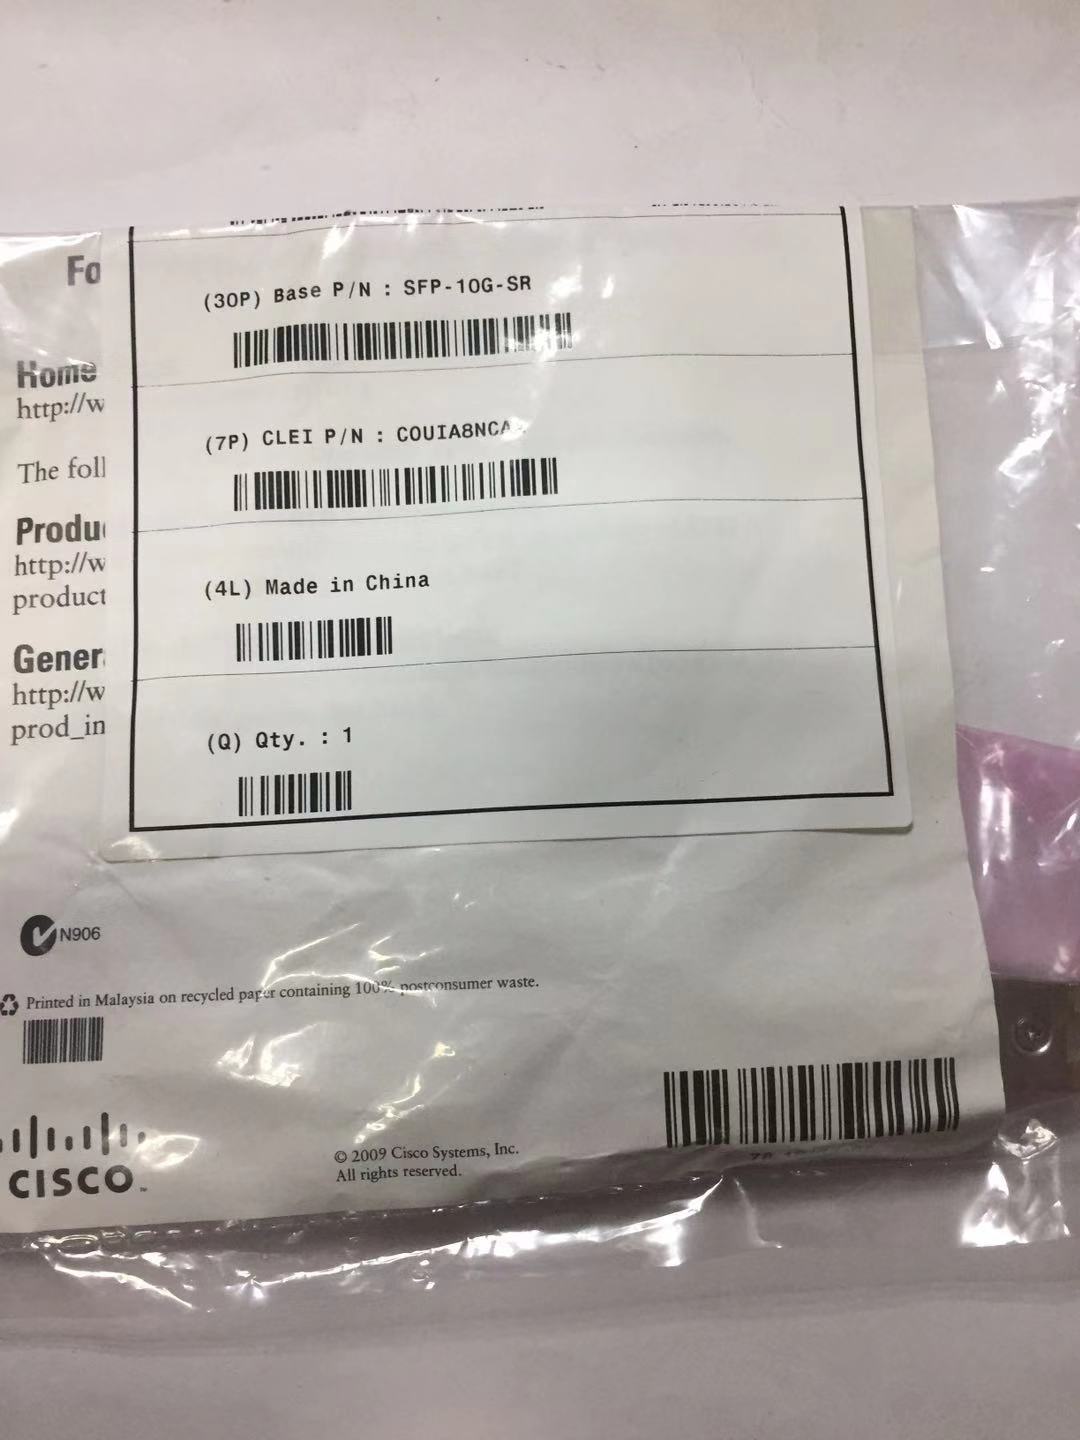 Fo
(30P) Base P/N : SFP-10G-SR
Home
http://w
(7P) CLEI P/N : COUIA8NCA
The foll
Produ
http://w
product
(4L) Made in China
Gener
http://w
prod_in
(Q) Qty. : 1
N906
Printed in Malaysia on recycled paper containing 100% postconsumer waste.
CISCO
© 2009 Cisco Systems, Inc.
All rights reserved.